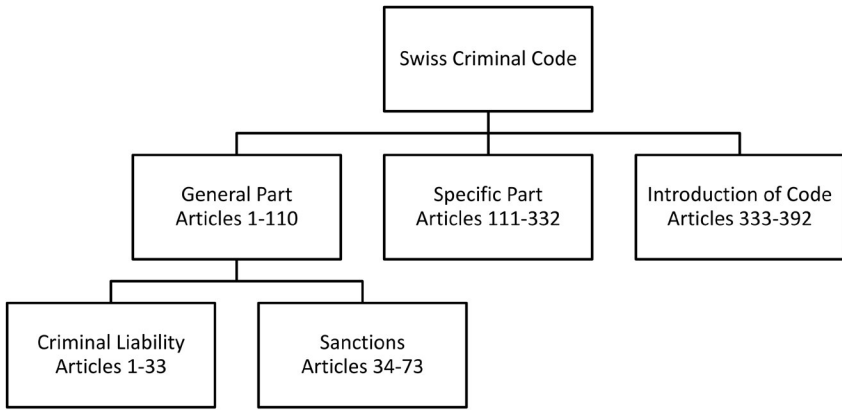 Swiss Criminal Code
General Part
Articles 1-110
Specific Part
Articles 111-332
Introduction of Code
Articles 333-392
Criminal Liability
Articles 1-33
Sanctions
Articles 34-73